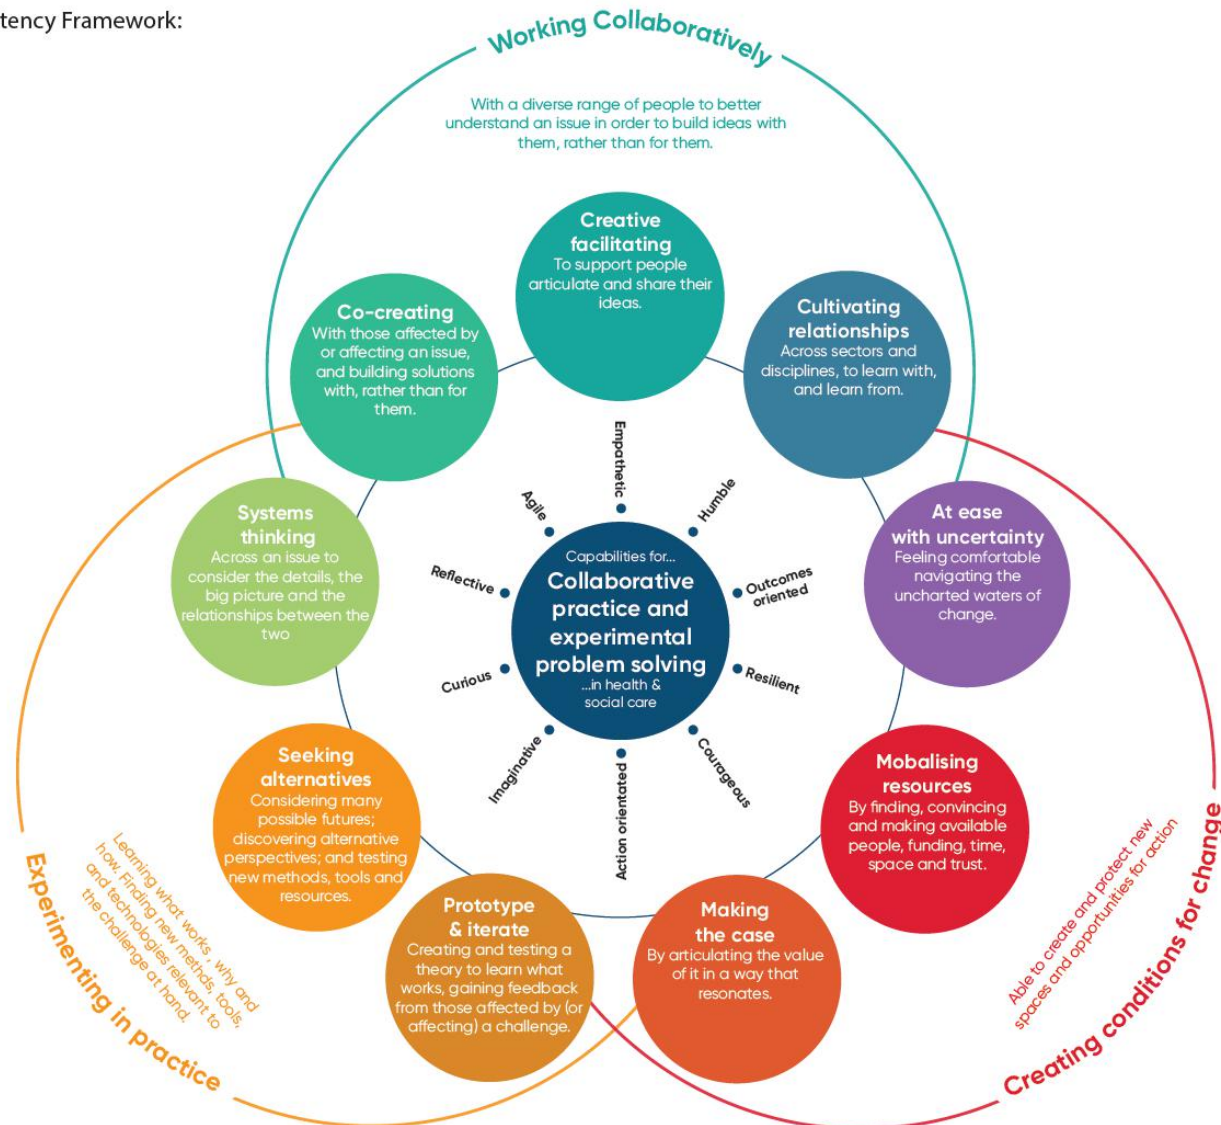 tency Framework:
Working Collaboratively
With a diverse range of people to better
understand an issue in order to build ideas with
them, rather than for them.
Creative
facilitating
To support people
articulate and share their
ideas.
Co-creating
With those affected by
or affecting an issue,
and building solutions
with, rather than for
them.
Cultivating
relationships
Across sectors and
disciplines, to learn with,
and learn from.
Systems
thinking
Across an issue to
consider the details, the
big picture and the
relationships between the
two
At ease
with uncertainty
Feeling comfortable
navigating the
uncharted waters of
change.
Empathetic
Humble
Outcomes
oriented
Resilient
Courageous
Action orientated
Imaginative
Curious
Reflective
Agile
Capabilities for...
Collaborative
practice and
experimental
problem solving
...in health &
social care
Seeking
alternatives
Considering many
possible futures;
discovering alternative
perspectives; and testing
new methods, tools and
resources.
Mobalising
resources
By finding, convincing
and making available
people, funding, time,
space and trust.
Prototype
& iterate
Creating and testing a
theory to learn what
works, gaining feedback
from those affected by (or
affecting) a challenge.
Making
the case
By articulating the value
of it in a way that
resonates.
Experimenting in practice
Learning what works , why and
how. Finding new methds, tools,
and technologies relevant to
the challenge at hand.
Creating conditions for change
Able to create and protect new
spaces and opportunities for action